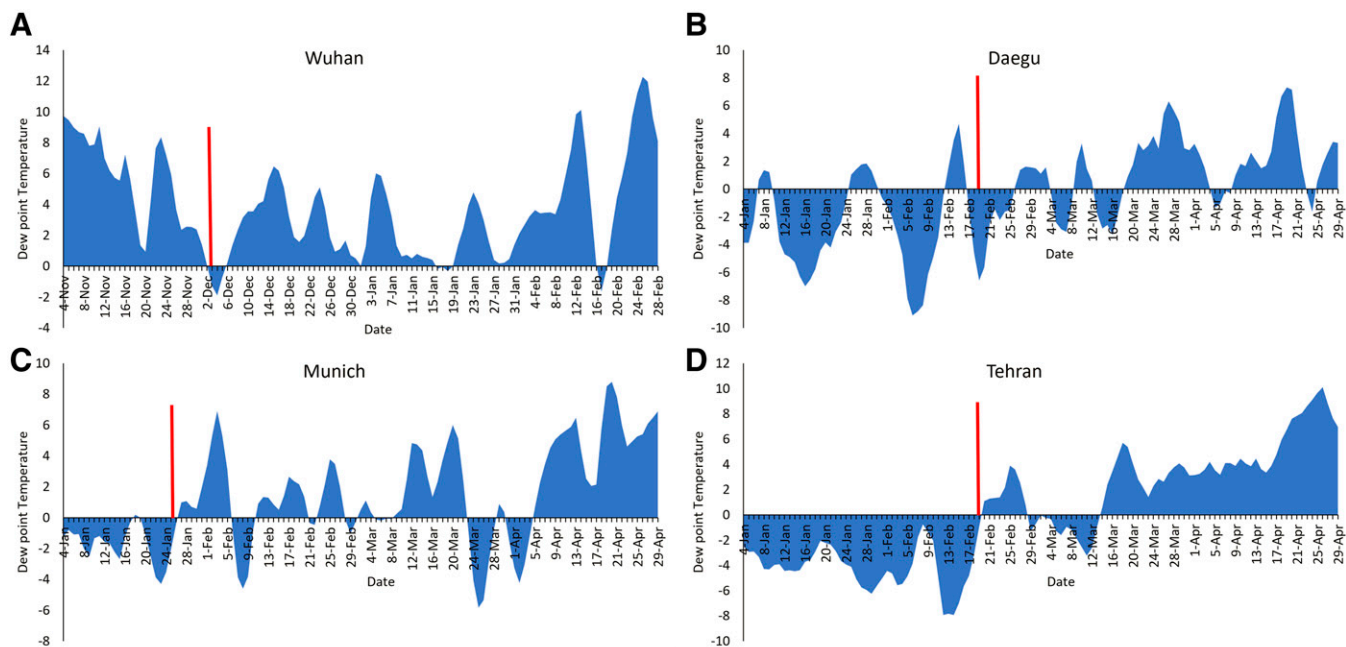 A
Wuhan
14
12
10
8
6
4
2
0
-2
-4
Dew point Temperature
4-Nov
8-Nov
12-Nov
16-Nov
20-Nov
24-Nov
28-Nov
2-Dec
6-Dec
10-Dec
14-Dec
18-Dec
22-Dec
26-Dec
30-Dec
3-Jan
7-Jan
11-Jan
15-Jan
19-Jan
23-Jan
27-Jan
31-Jan
4-Feb
8-Feb
12-Feb
16-Feb
20-Feb
24-Feb
28-Feb
Date
B
Daegu
10
8
6
4
2
0
-2
-4
-6
-8
-10
Dew point Temperature
4-Jan
8-Jan
12-Jan
16-Jan
20-Jan
24-Jan
28-Jan
1-Feb
5-Feb
9-Feb
13-Feb
17-Feb
21-Feb
25-Feb
29-Feb
4-Mar
8-Mar
12-Mar
16-Mar
20-Mar
24-Mar
28-Mar
1-Apr
5-Apr
9-Apr
13-Apr
17-Apr
21-Apr
25-Apr
29-Apr
Date
C
Munich
10
8
6
4
2
0
-2
-4
-6
-8
Dew point Temperature
4-Jan
8-Jan
12-Jan
16-Jan
20-Jan
24-Jan
28-Jan
1-Feb
5-Feb
9-Feb
13-Feb
17-Feb
21-Feb
25-Feb
29-Feb
4-Mar
8-Mar
12-Mar
16-Mar
20-Mar
24-Mar
28-Mar
1-Apr
5-Apr
9-Apr
13-Apr
17-Apr
21-Apr
25-Apr
29-Apr
Date
D
Tehran
12
10
8
6
4
2
0
-2
-4
-6
-8
-10
Dew point Temperature
4-Jan
8-Jan
12-Jan
16-Jan
20-Jan
24-Jan
28-Jan
1-Feb
5-Feb
9-Feb
13-Feb
17-Feb
21-Feb
25-Feb
29-Feb
4-Mar
8-Mar
12-Mar
16-Mar
20-Mar
24-Mar
28-Mar
1-Apr
5-Apr
9-Apr
13-Apr
17-Apr
21-Apr
25-Apr
29-Apr
Date